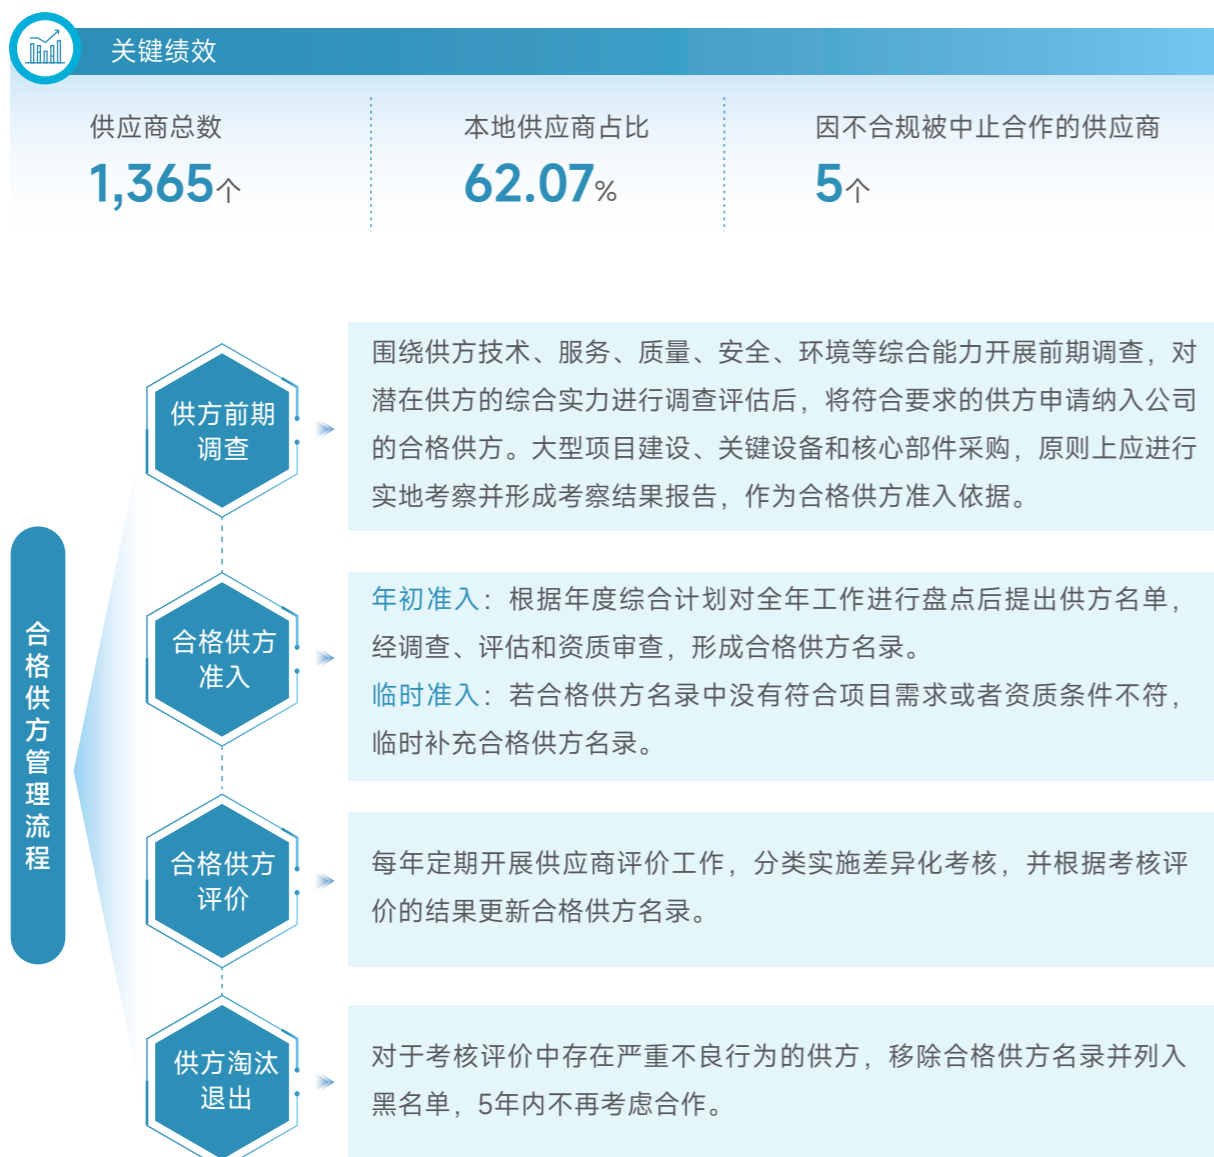 关键绩效
供应商总数
本地供应商占比
因不合规被中止合作的供应商
1,365个
62.07%
5个
合格供方管理流程
供方前期
调查
围绕供方技术、服务、质量、安全、环境等综合能力开展前期调查，对
潜在供方的综合实力进行调查评估后，将符合要求的供方申请纳入公司
的合格供方。大型项目建设、关键设备和核心部件采购，原则上应进行
实地考察并形成考察结果报告，作为合格供方准入依据。
合格供方
准入
年初准入：根据年度综合计划对全年工作进行盘点后提出供方名单，
经调查、评估和资质审查，形成合格供方名录。
临时准入：若合格供方名录中没有符合项目需求或者资质条件不符，
临时补充合格供方名录。
合格供方
评价
每年定期开展供应商评价工作，分类实施差异化考核，并根据考核评
价的结果更新合格供方名录。
供方淘汰
退出
对于考核评价中存在严重不良行为的供方，移除合格供方名录并列入
黑名单，5年内不再考虑合作。